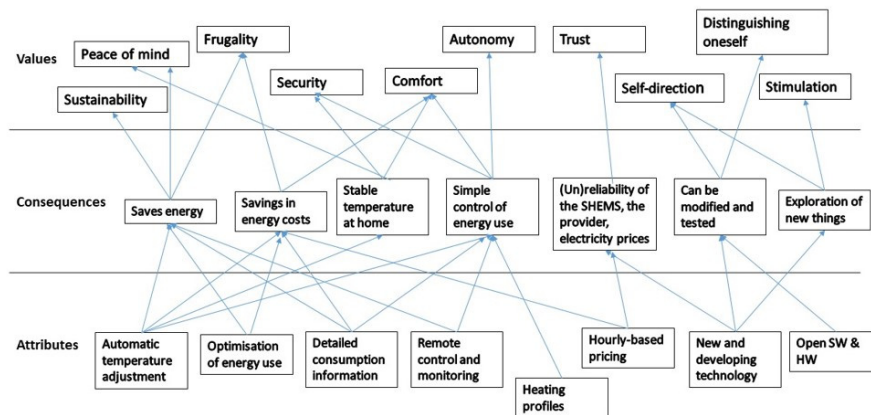 Values
Peace of mind
Frugality
Sustainability
Security
Comfort
Autonomy
Trust
Distinguishing
oneself
Self-direction
Stimulation
Consequences
Saves energy
Savings in
energy costs
Stable
temperature
at home
Simple
control of
energy use
(Un)reliability of
the SHEMS, the
provider,
electricity prices
Can be
modified and
tested
Exploration of
new things
Attributes
Automatic
temperature
adjustment
Optimisation
of energy use
Detailed
consumption
information
Remote
control and
monitoring
Heating
profiles
Hourly-based
pricing
New and
developing
technology
Open SW &
HW